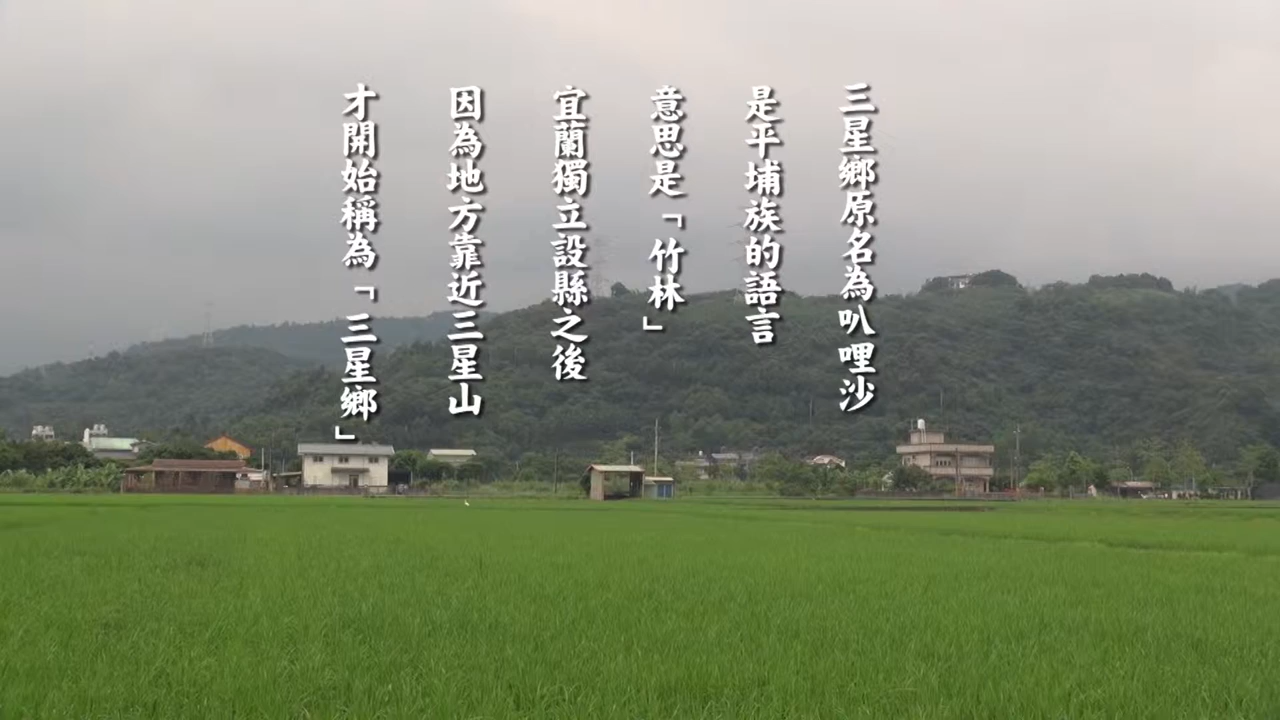 三星鄉原名為叭哩沙
是平埔族的語言
意思是「竹林」
宜蘭獨立設縣之後
因為地方靠近三星山
才開始稱為「三星鄉」